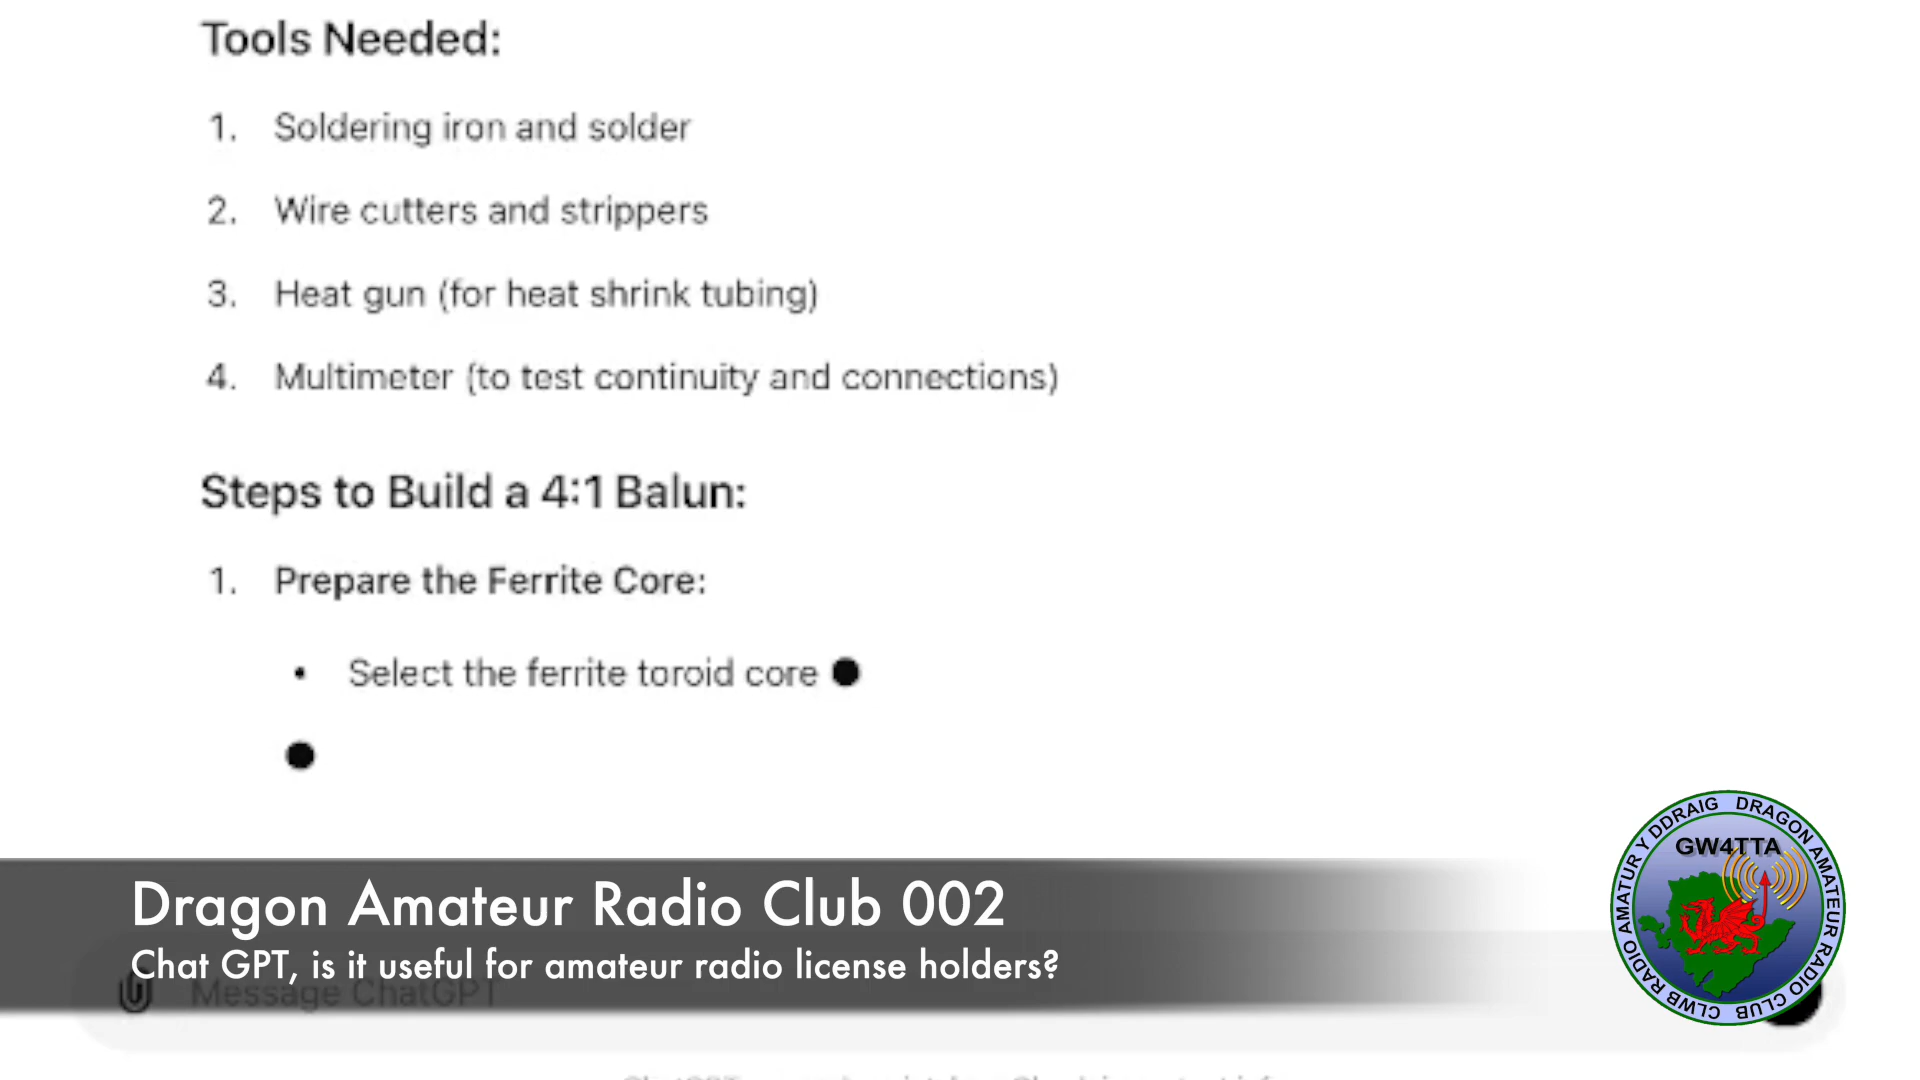 Tools Needed:
1. Soldering iron and solder
2. Wire cutters and strippers
3. Heat gun (for heat shrink tubing)
4. Multimeter (to test continuity and connections)
Steps to Build a 4:1 Balun:
1. Prepare the Ferrite Core:
• Select the ferrite toroid core
Dragon Amateur Radio Club 002
Chat GPT, is it useful for amateur radio license holders?
Message ChatGPT
CLWB RADIO AMATUR Y DDRAIG DRAGON AMATEUR RADIO CLUB
GW4TTA